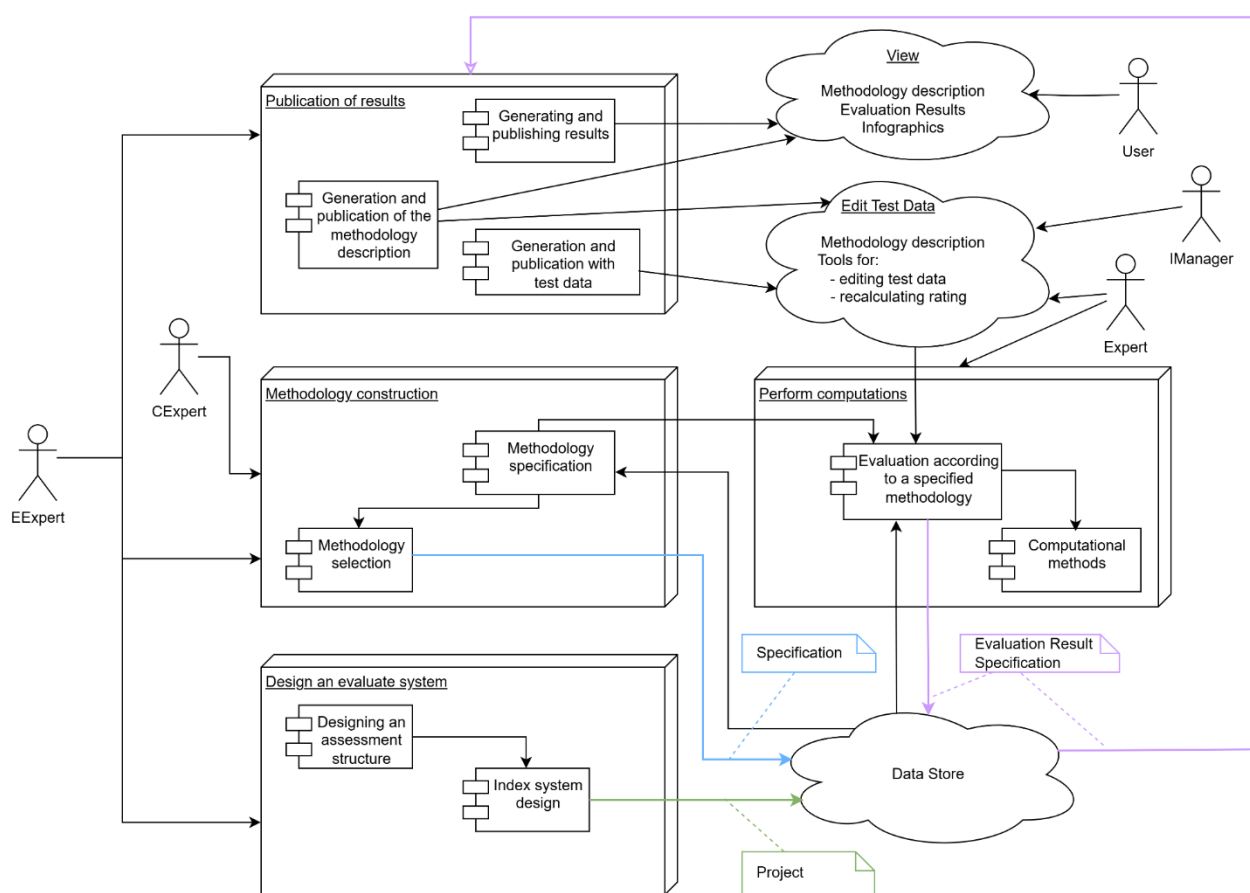 View
Methodology description
Evaluation Results
Infographics
User
Publication of results
Generating and
publishing results
Generation and
publication of the
methodology
description
Generation and
publication with
test data
Edit Test Data
Methodology description
Tools for:
- editing test data
- recalculating rating
IManager
Expert
CExpert
EExpert
Methodology construction
Methodology
specification
Methodology
selection
Perform computations
Evaluation according
to a specified
methodology
Computational
methods
Specification
Evaluation Result
Specification
Design an evaluate system
Designing an
assessment
structure
Index system
design
Data Store
Project